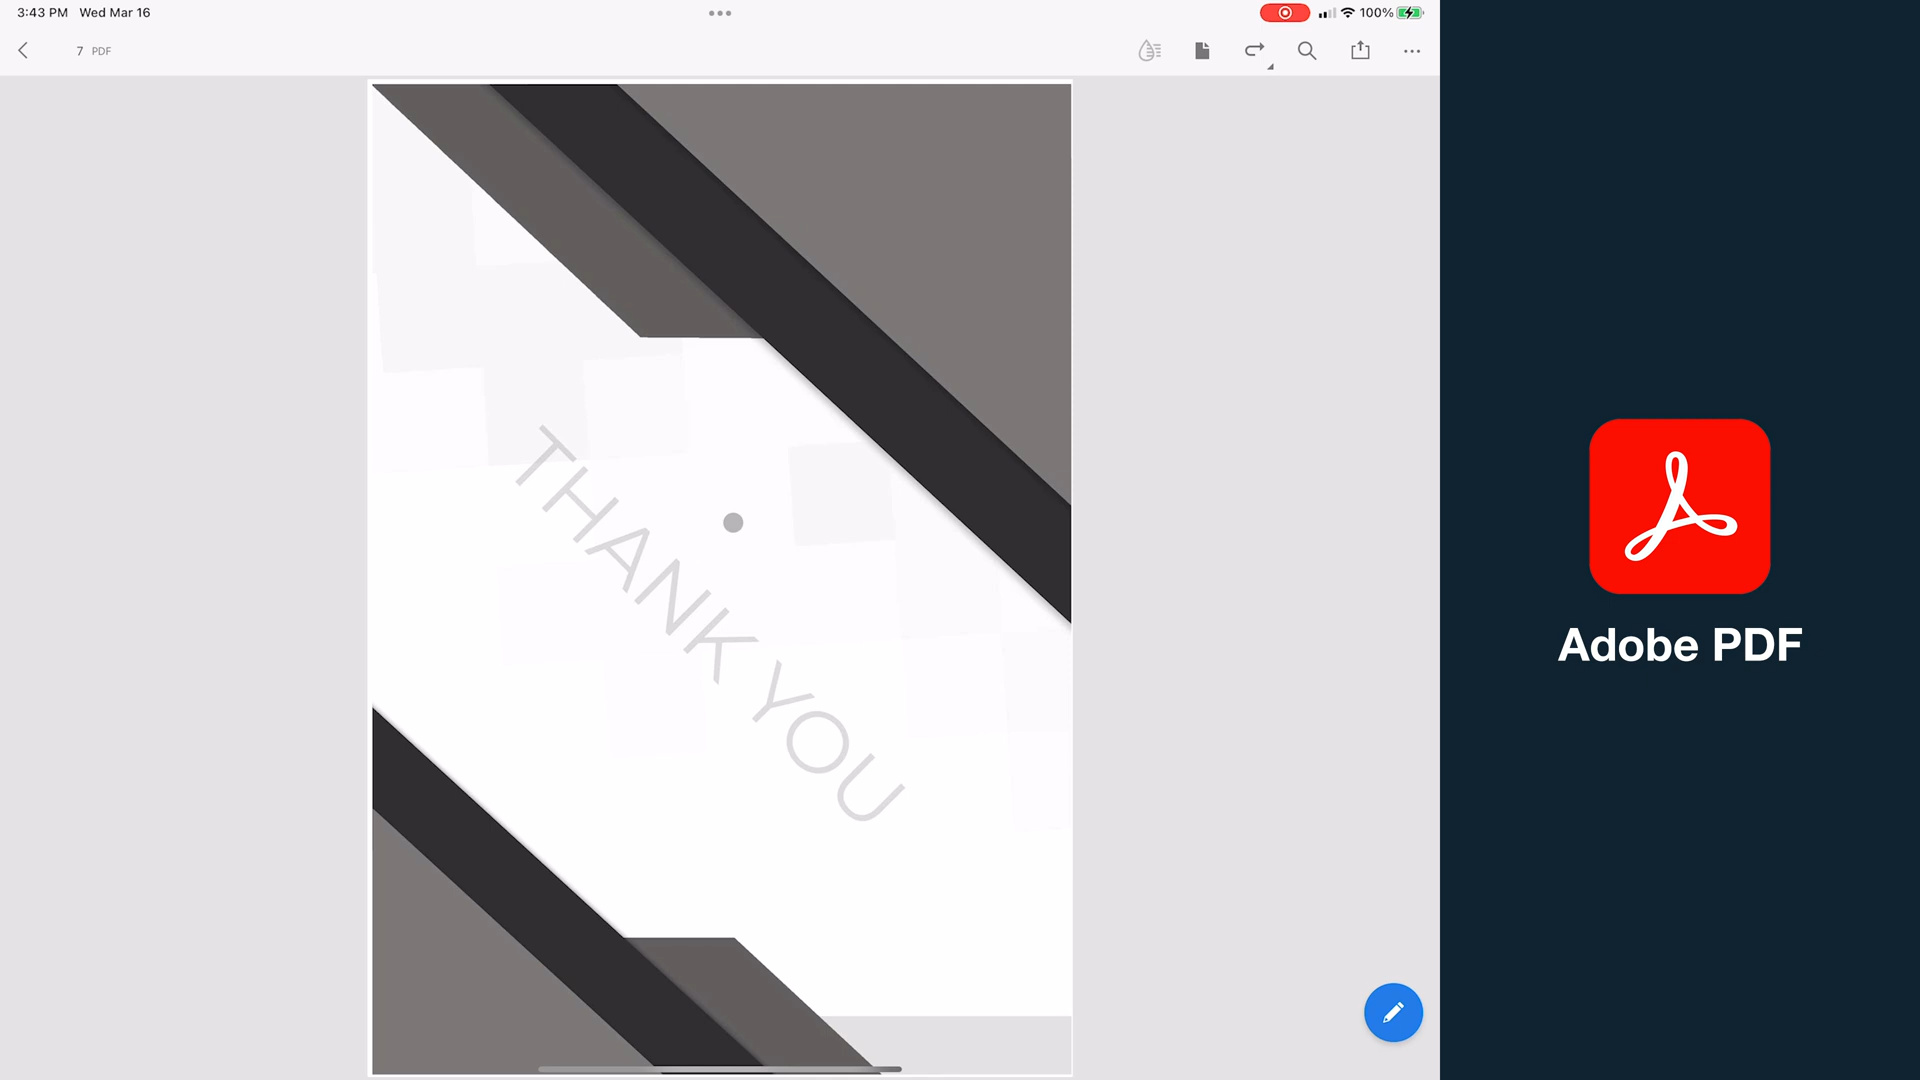 3:43 PM Wed Mar 16
100%
7 PDF
THANK YOU
Adobe PDF